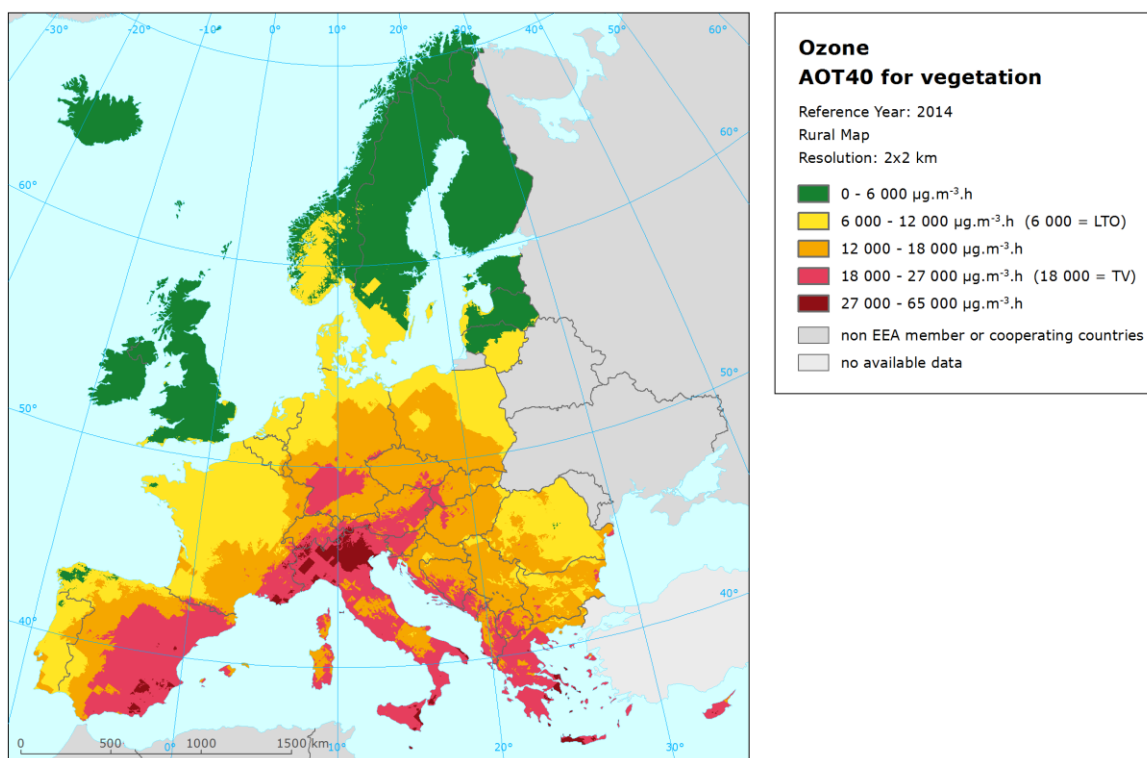 -30° -20° -10° 0° 10° 20° 30° 40° 50° 60°
60°
60°
50°
50°
40°
40°
0 500 1000 1500 km
0° 10° 20° 30°
Ozone
AOT40 for vegetation
Reference Year: 2014
Rural Map
Resolution: 2x2 km
0 - 6 000 µg.m⁻³.h
6 000 - 12 000 µg.m⁻³.h (6 000 = LTO)
12 000 - 18 000 µg.m⁻³.h
18 000 - 27 000 µg.m⁻³.h (18 000 = TV)
27 000 - 65 000 µg.m⁻³.h
non EEA member or cooperating countries
no available data